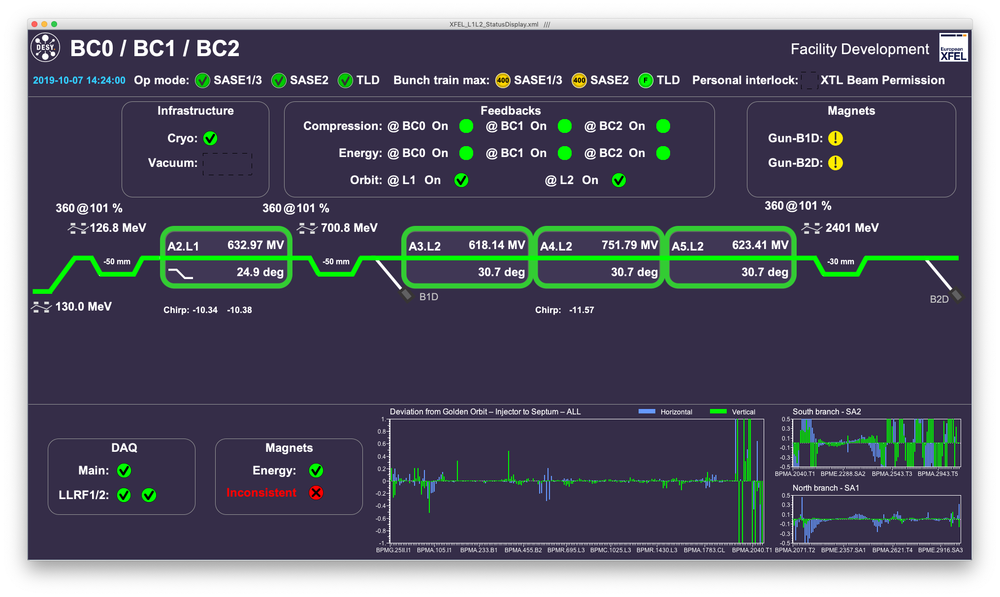 XFEL_L1L2_StatusDisplay.xml ///
DESY.
BC0 / BC1 / BC2
Facility Development
European
XFEL
2019-10-07 14:24:00 Op mode: SASE1/3 SASE2 TLD Bunch train max: 400 SASE1/3 400 SASE2 F TLD Personal interlock: XTL Beam Permission
Infrastructure
Cryo:
Vacuum:
Feedbacks
Compression: @ BC0 On @ BC1 On @ BC2 On
Energy: @ BC0 On @ BC1 On @ BC2 On
Orbit: @ L1 On @ L2 On
Magnets
Gun-B1D: !
Gun-B2D: !
360 @ 101 %
360 @ 101 %
360 @ 101 %
126.8 MeV
700.8 MeV
2401 MeV
A2.L1 632.97 MV
24.9 deg
A3.L2 618.14 MV
30.7 deg
A4.L2 751.79 MV
30.7 deg
A5.L2 623.41 MV
30.7 deg
-50 mm
-50 mm
-30 mm
B1D
B2D
130.0 MeV
Chirp: -10.34 -10.38
Chirp: -11.57
DAQ
Main:
LLRF1/2:
Magnets
Energy:
Inconsistent
Deviation from Golden Orbit – Injector to Septum – ALL
Horizontal
Vertical
1.
0.8
0.6
0.4
0.2
0
-0.2
-0.4
-0.6
-0.8
-1.
BPMG.25II.I1 BPMA.105.I1 BPMA.233.B1 BPMA.455.B2 BPMR.695.L3 BPMC.1025.L3 BPMR.1430.L3 BPMA.1783.CL BPMA.2040.T1
South branch - SA2
0.5
0.3
0.1
-0.1
-0.3
-0.5
BPMA.2040.T1 BPME.2288.SA2 BPMA.2543.T3 BPMA.2943.T5
North branch - SA1
0.5
0.3
0.1
-0.1
-0.3
-0.5
BPMA.2071.T2 BPME.2357.SA1 BPMA.2621.T4 BPME.2916.SA3